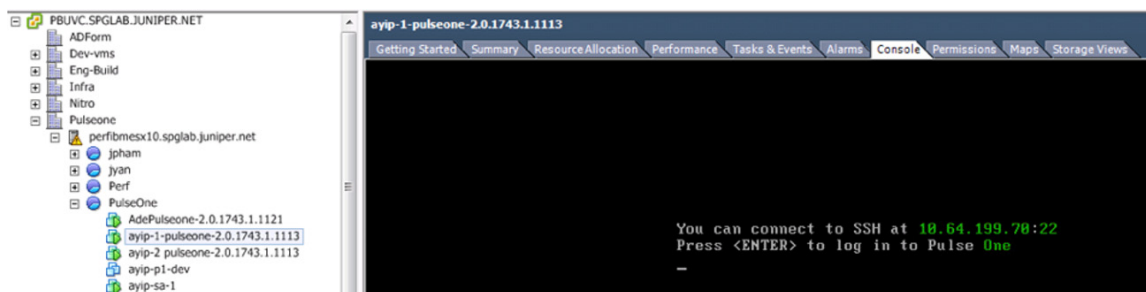 PBUVC.SPGLAB.JUNIPER.NET
ADForm
Dev-vms
Eng-Build
Infra
Nitro
Pulseone
perfibmesx10.spglab.juniper.net
jpham
jyan
Perf
PulseOne
AdePulseone-2.0.1743.1.1121
ayip-1-pulseone-2.0.1743.1.1113
ayip-2 pulseone-2.0.1743.1.1113
ayip-p1-dev
ayip-sa-1
ayip-1-pulseone-2.0.1743.1.1113
Getting Started Summary Resource Allocation Performance Tasks & Events Alarms Console Permissions Maps Storage Views
You can connect to SSH at 10.64.199.70:22
Press <ENTER> to log in to Pulse One